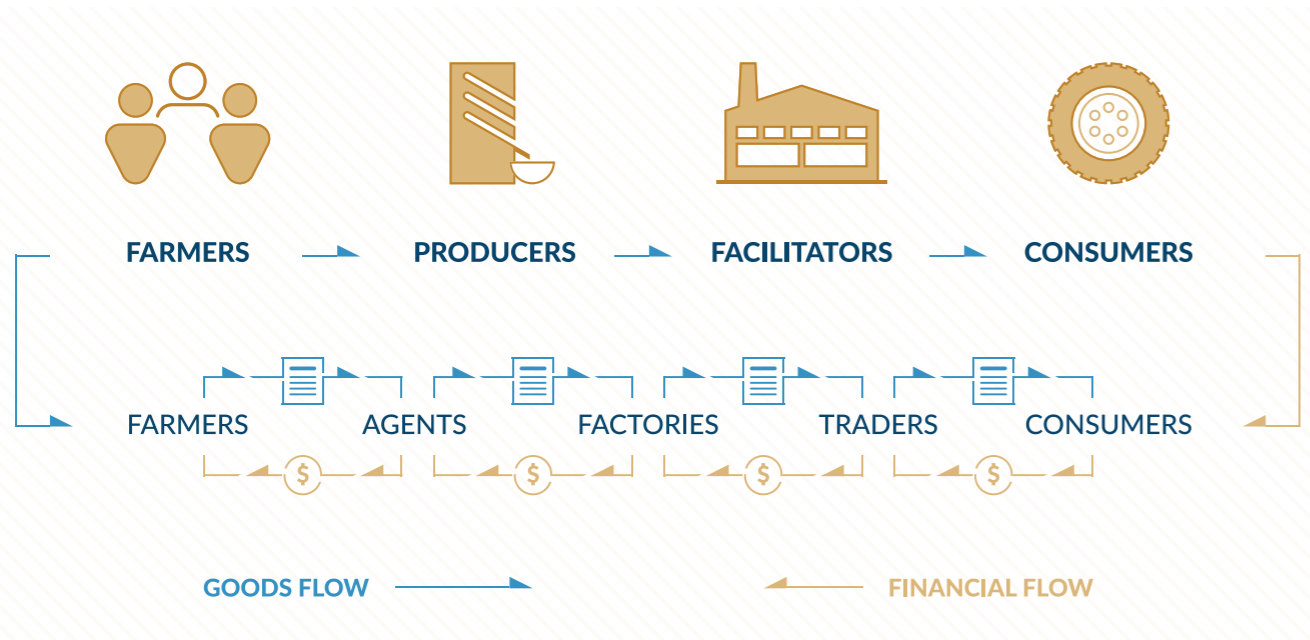 FARMERS PRODUCERS FACILITATORS CONSUMERS
FARMERS AGENTS FACTORIES TRADERS CONSUMERS
$ $ $ $
GOODS FLOW FINANCIAL FLOW